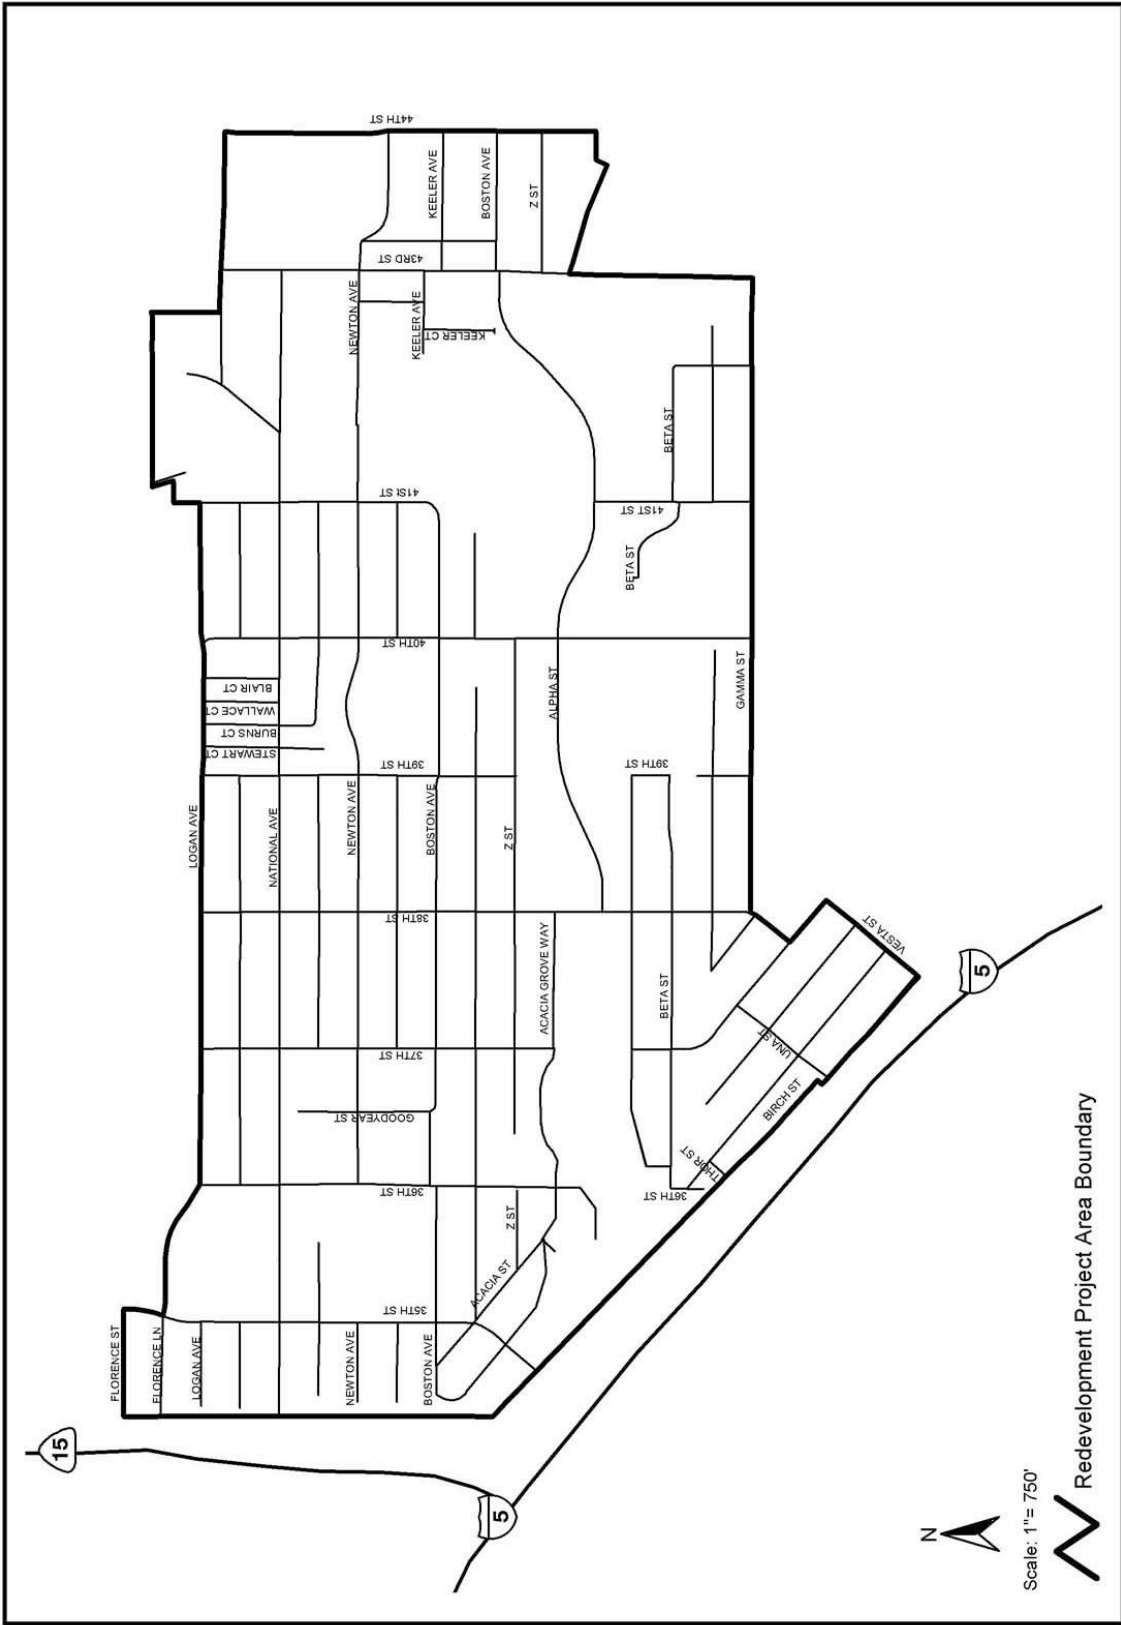 44TH ST
KEELER AVE
BOSTON AVE
Z ST
43RD ST
NEWTON AVE
KEELER AVE
KEELER CT
BETA ST
41St ST
41ST ST
BETA ST
40TH ST
BLAIR CT
WALLACE CT
BURNS CT
STEWART CT
ALPHA ST
GAMMA ST
39TH ST
39TH ST
LOGAN AVE
NATIONAL AVE
NEWTON AVE
BOSTON AVE
Z ST
38TH ST
ACACIA GROVE WAY
BETA ST
VESTA ST
5
37TH ST
UNA ST
GOODYEAR ST
BIRCH ST
THOR ST
36TH ST
36TH ST
Z ST
ACACIA ST
35TH ST
FLORENCE ST
FLORENCE LN
LOGAN AVE
NEWTON AVE
BOSTON AVE
15
5
N
Scale: 1"= 750'
Redevelopment Project Area Boundary